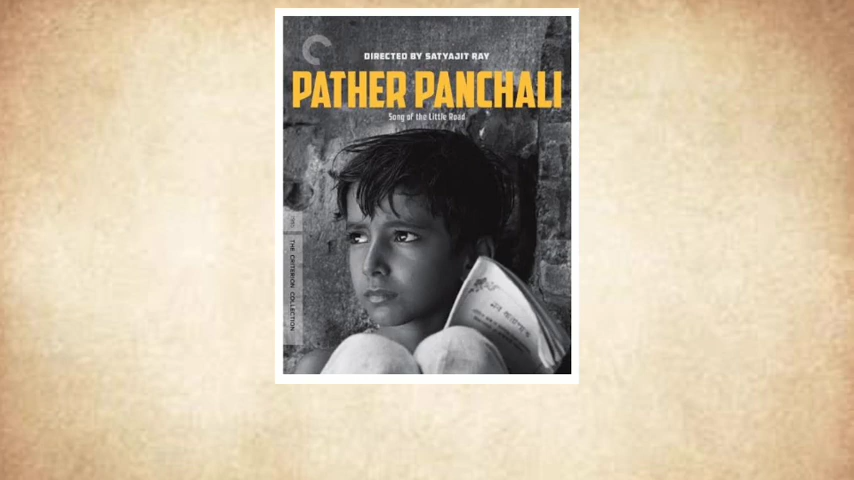 DIRECTED BY SATYAJIT RAY
PATHER PANCHALI
Song of the Little Road
THE CRITERION COLLECTION